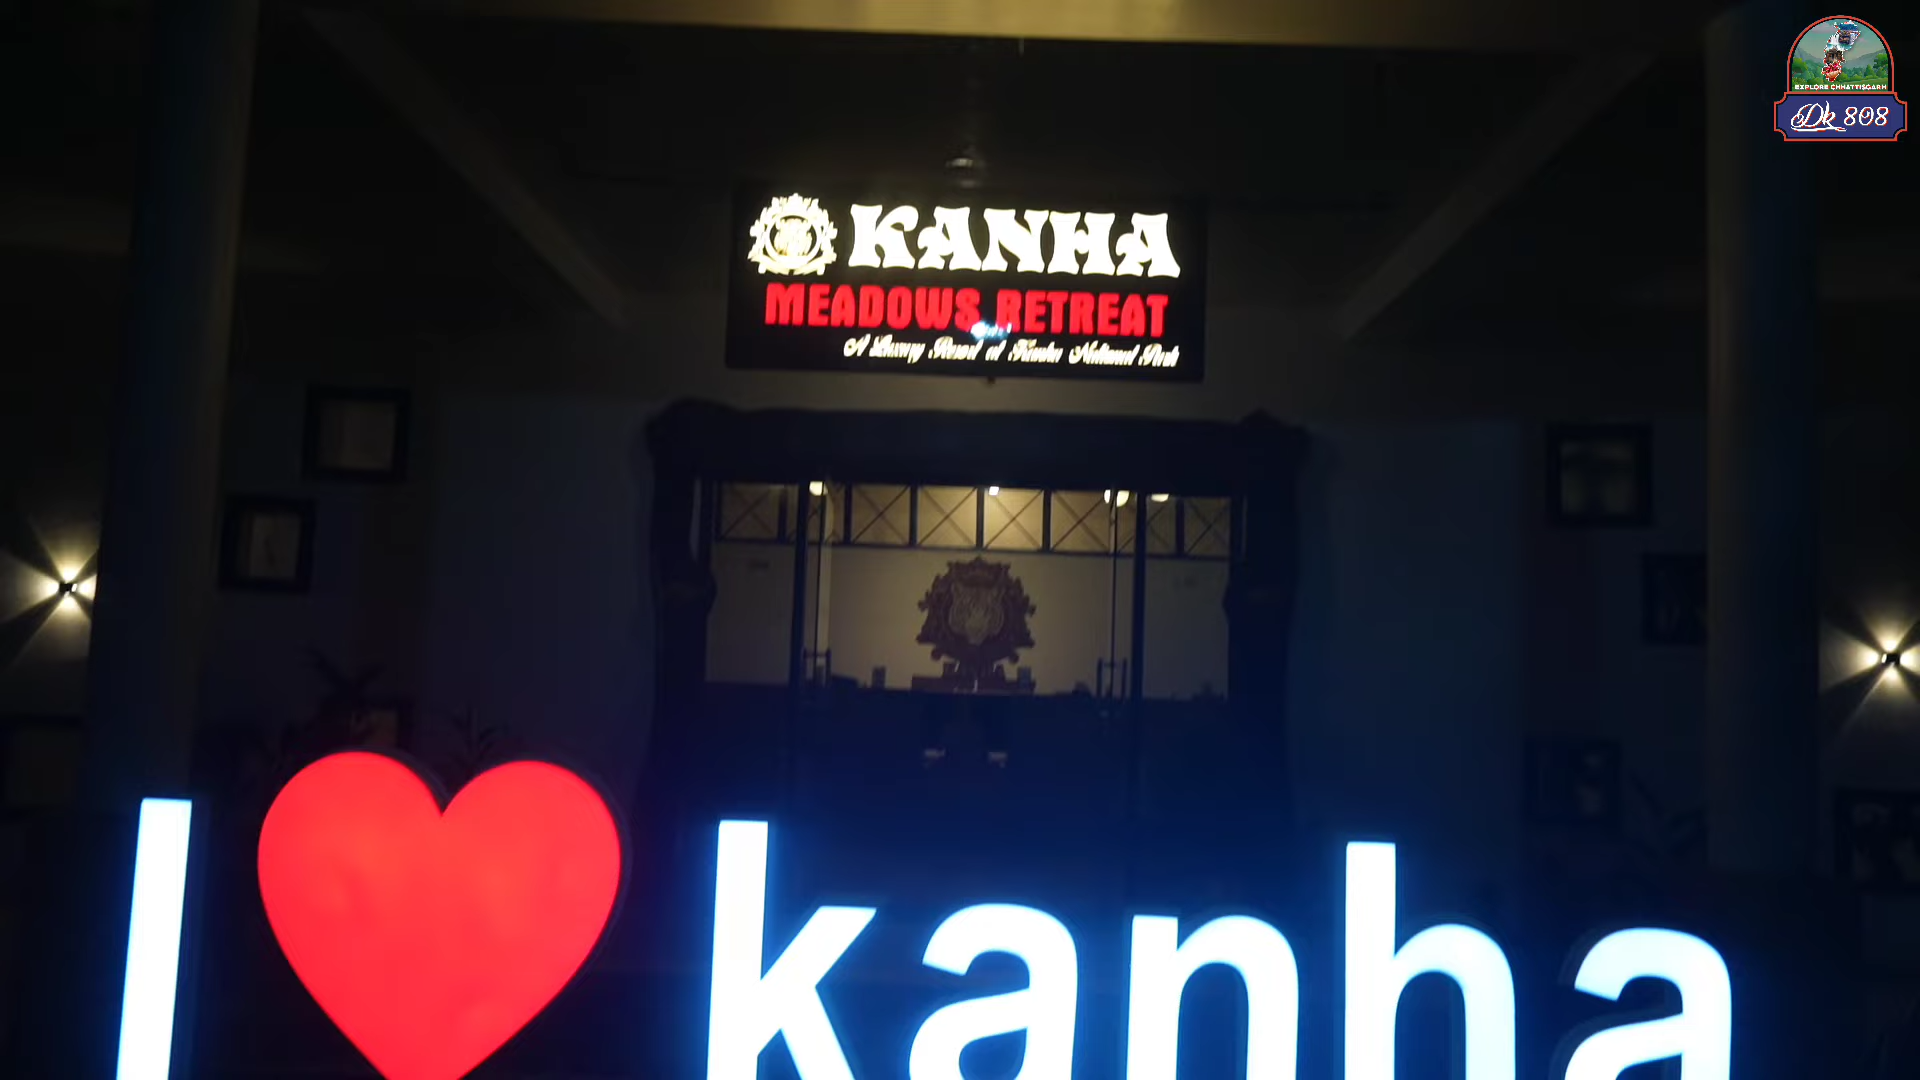 EXPLORE CHHATTISGARH
Dk 808
KANHA
MEADOWS RETREAT
A Luxury Resort at Kanha National Park
I ❤ kanha